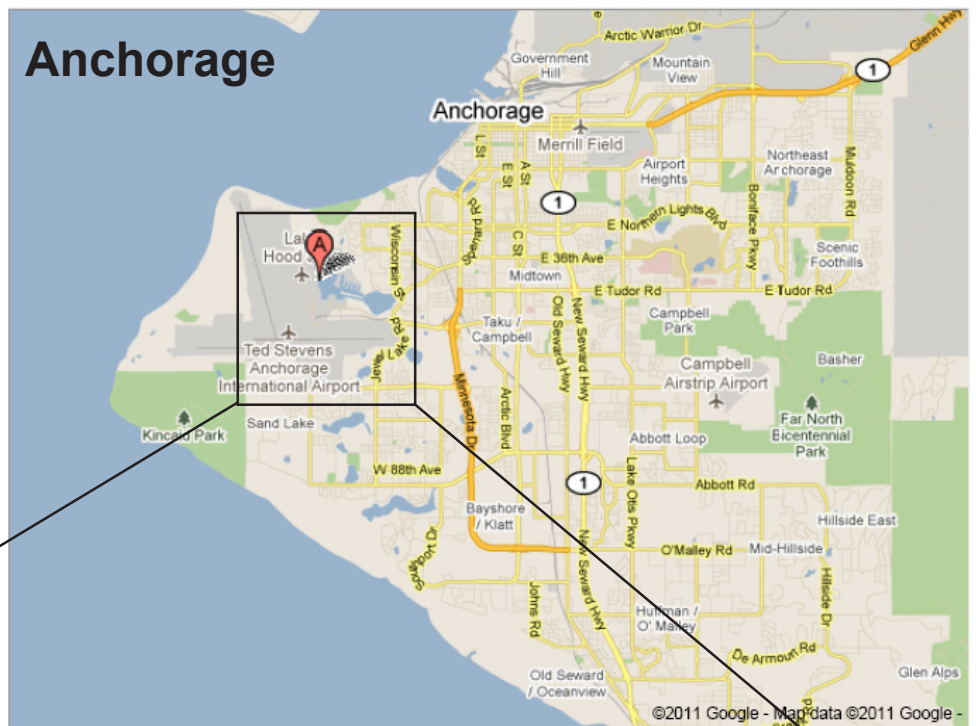 Anchorage
Arctic Warrior Dr
Glenn Hwy
Government
Hill
Mountain
View
1
Anchorage
Merrill Field
L St
E St
A St
C St
Airport
Heights
Northeast
Anchorage
Muldoon Rd
Boniface Pkwy
1
E Northern Lights Blvd
Spenard Rd
Wisconsin St
A
Hood
E 36th Ave
Midtown
Scenic
Foothills
E Tudor Rd
E Tudor Rd
Old Seward Hwy
New Seward Hwy
Campbell
Park
Taku /
Campbell
Jewel Lake Rd
Ted Stevens
Anchorage
International Airport
Minnesota Dr
Arctic Blvd
Campbell
Airstrip Airport
Basher
Kincaid Park
Sand Lake
Far North
Bicentennial
Park
Abbott Loop
W 88th Ave
1
Lake Otis Pkwy
Abbott Rd
Bayshore
/ Klatt
Hillside East
Southport Dr
O'Malley Rd
Mid-Hillside
New Seward Hwy
Johns Rd
Hillside Dr
Huffman /
O' Malley
De Armoun Rd
Glen Alps
Old Seward
/ Oceanview
©2011 Google - Map data ©2011 Google -